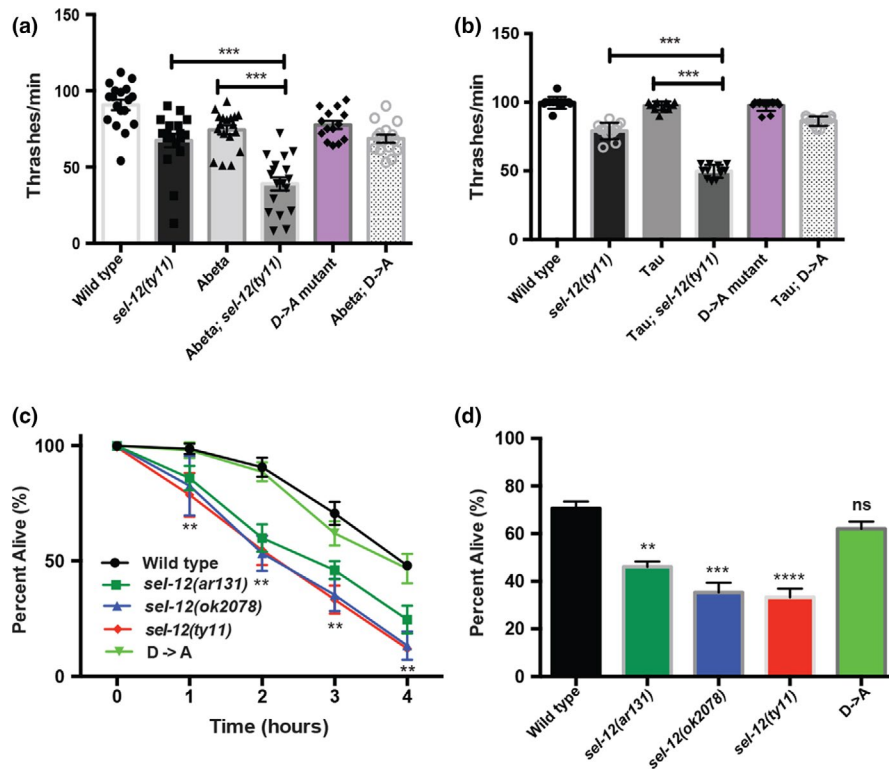 (a)
150
100
50
0
Thrashes/min
***
***
Wild type
sel-12(ty11)
Abeta
Abeta; sel-12(ty11)
D->A mutant
Abeta; D->A
(b)
150
100
50
0
Thrashes/min
***
***
Wild type
sel-12(ty11)
Tau
Tau; sel-12(ty11)
D->A mutant
Tau; D->A
(c)
100
50
0
Percent Alive (%)
**
**
**
**
Wild type
sel-12(ar131)
sel-12(ok2078)
sel-12(ty11)
D->A
0 1 2 3 4
Time (hours)
(d)
100
80
60
40
20
0
Percent Alive (%)
**
***
****
ns
Wild type
sel-12(ar131)
sel-12(ok2078)
sel-12(ty11)
D->A